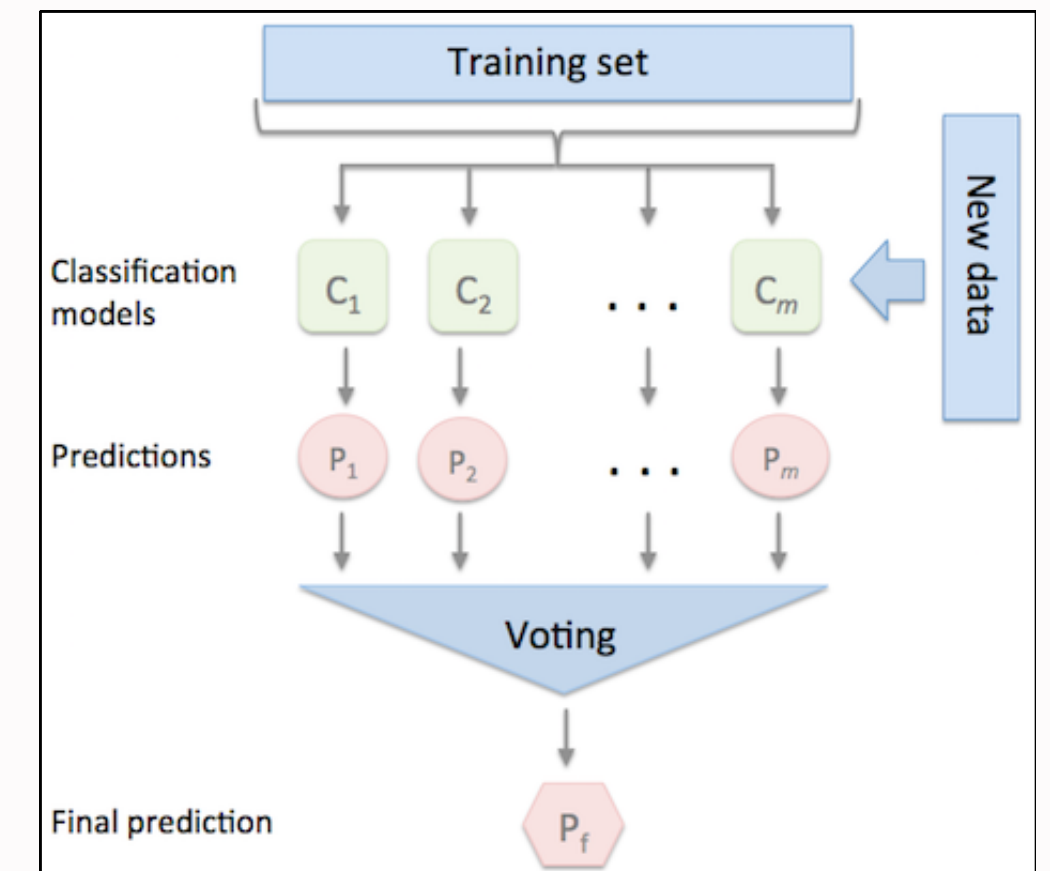 Training set
New data
Classification
models
C1 C2 ... Cm
Predictions
P1 P2 ... Pm
Voting
Final prediction
Pf